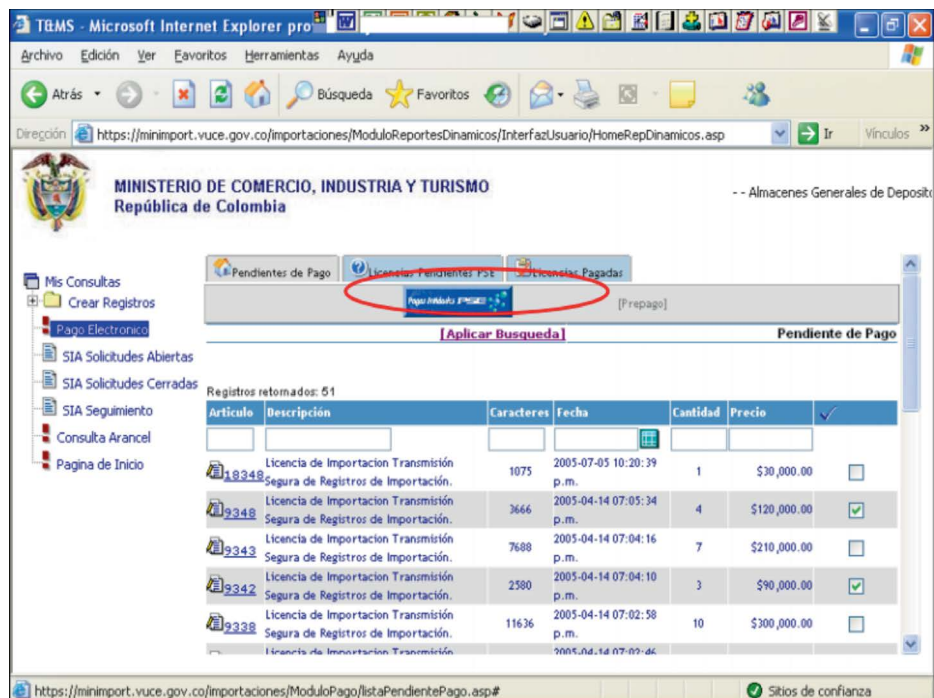 T&MS - Microsoft Internet Explorer pro
Archivo Edición Ver Favoritos Herramientas Ayuda
Atrás Búsqueda Favoritos
Dirección https://minimport.vuce.gov.co/importaciones/ModuloReportesDinamicos/InterfazUsuario/HomeRepDinamicos.asp Ir Vínculos »
MINISTERIO DE COMERCIO, INDUSTRIA Y TURISMO
República de Colombia
- - Almacenes Generales de Deposito
Mis Consultas
Crear Registros
Pago Electronico
SIA Solicitudes Abiertas
SIA Solicitudes Cerradas
SIA Seguimiento
Consulta Arancel
Pagina de Inicio
Pendientes de Pago Licencias Pendientes PSE Licencias Pagadas
PSE [Prepago]
[Aplicar Busqueda] Pendiente de Pago
Registros retornados: 51
Articulo Descripción Caracteres Fecha Cantidad Precio
18348 Licencia de Importacion Transmisión Segura de Registros de Importación. 1075 2005-07-05 10:20:39 p.m. 1 $30,000.00
9348 Licencia de Importacion Transmisión Segura de Registros de Importación. 3666 2005-04-14 07:05:34 p.m. 4 $120,000.00
9343 Licencia de Importacion Transmisión Segura de Registros de Importación. 7688 2005-04-14 07:04:16 p.m. 7 $210,000.00
9342 Licencia de Importacion Transmisión Segura de Registros de Importación. 2580 2005-04-14 07:04:10 p.m. 3 $90,000.00
9338 Licencia de Importacion Transmisión Segura de Registros de Importación. 11636 2005-04-14 07:02:58 p.m. 10 $300,000.00
Licencia de Importacion Transmisión 2005-04-14 07:02:46
https://minimport.vuce.gov.co/importaciones/ModuloPago/listaPendientePago.asp# Sitios de confianza